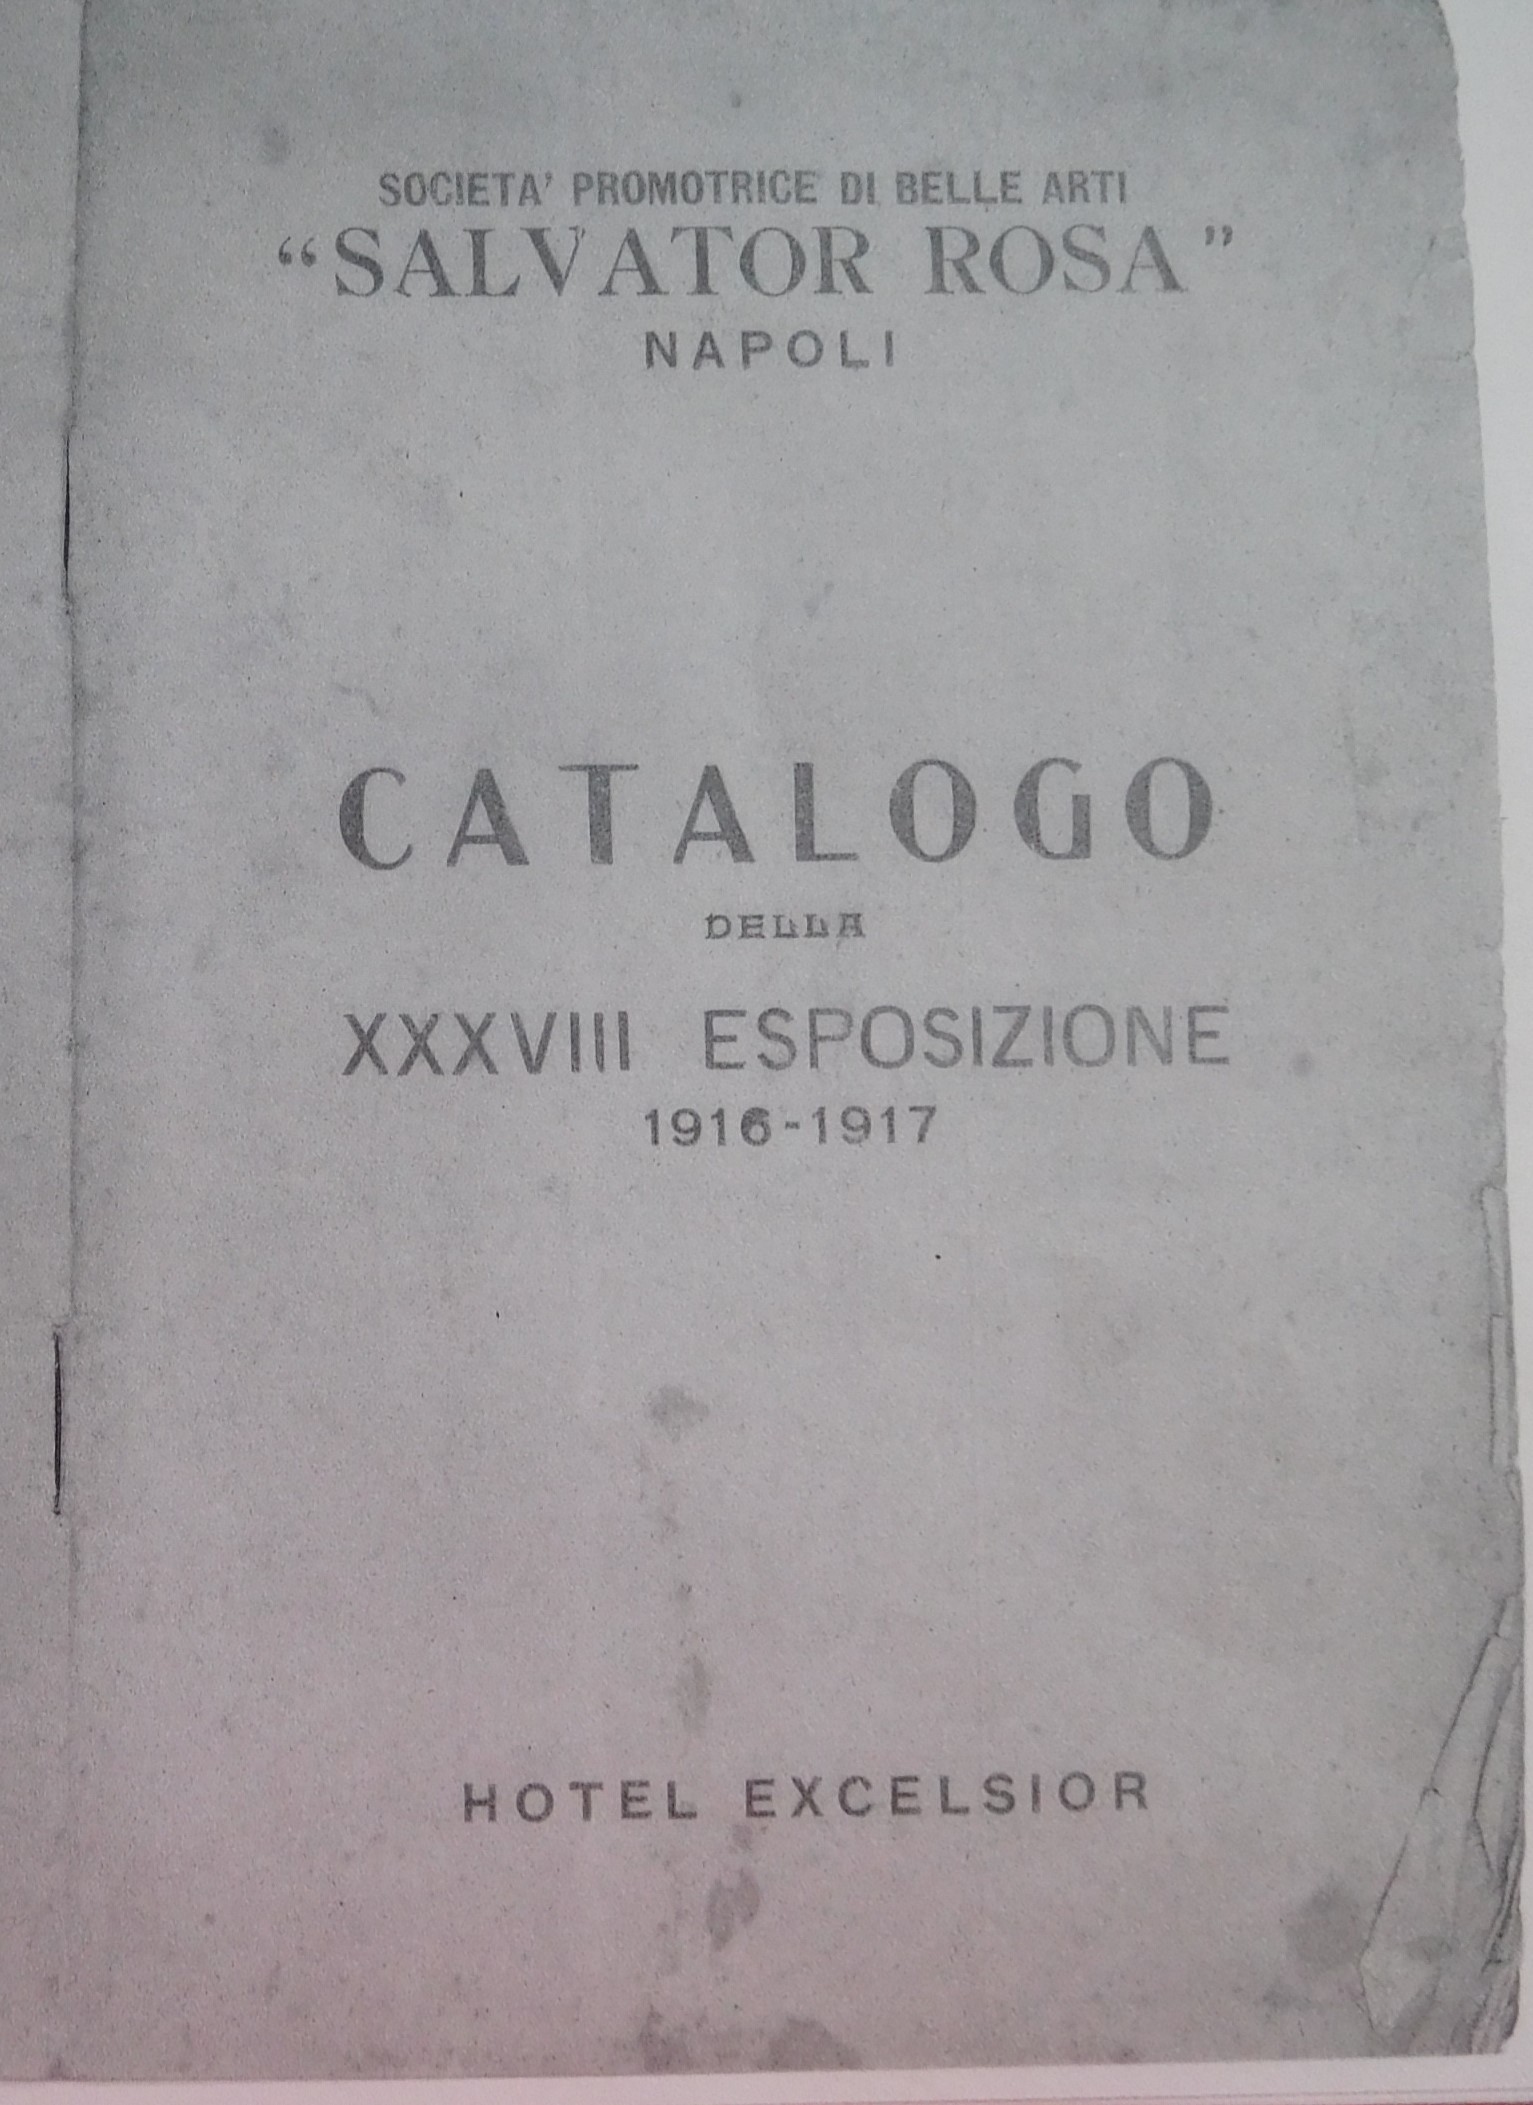 SOCIETA' PROMOTRICE DI BELLE ARTI
“SALVATOR ROSA”
NAPOLI
CATALOGO
DELLA
XXXVIII ESPOSIZIONE
1916-1917
HOTEL EXCELSIOR